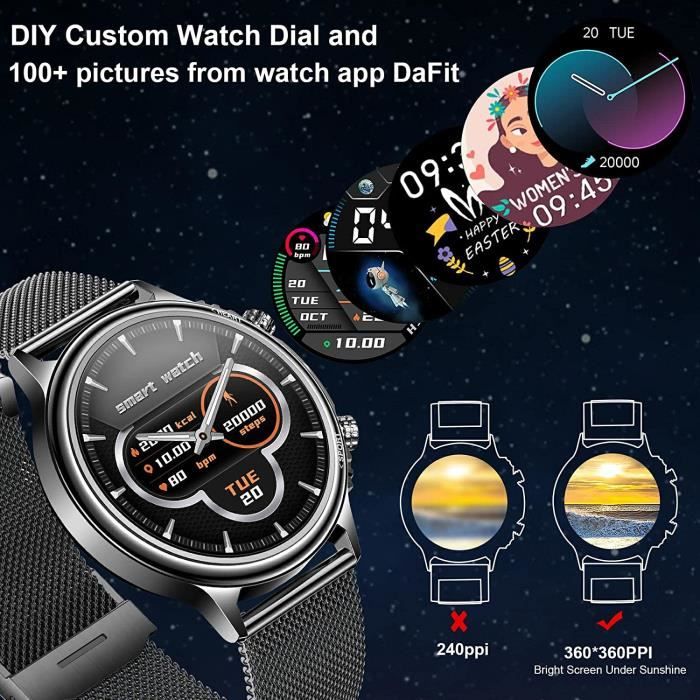 DIY Custom Watch Dial and
100+ pictures from watch app DaFit
20 TUE
20000
WOMEN'S
09:45
HAPPY
EASTER
80
bpm
20
TUE
OCT
10.00
smart watch
2000 kcal
10.00
80 bpm
20000
steps
TUE
20
240ppi
360*360PPI
Bright Screen Under Sunshine